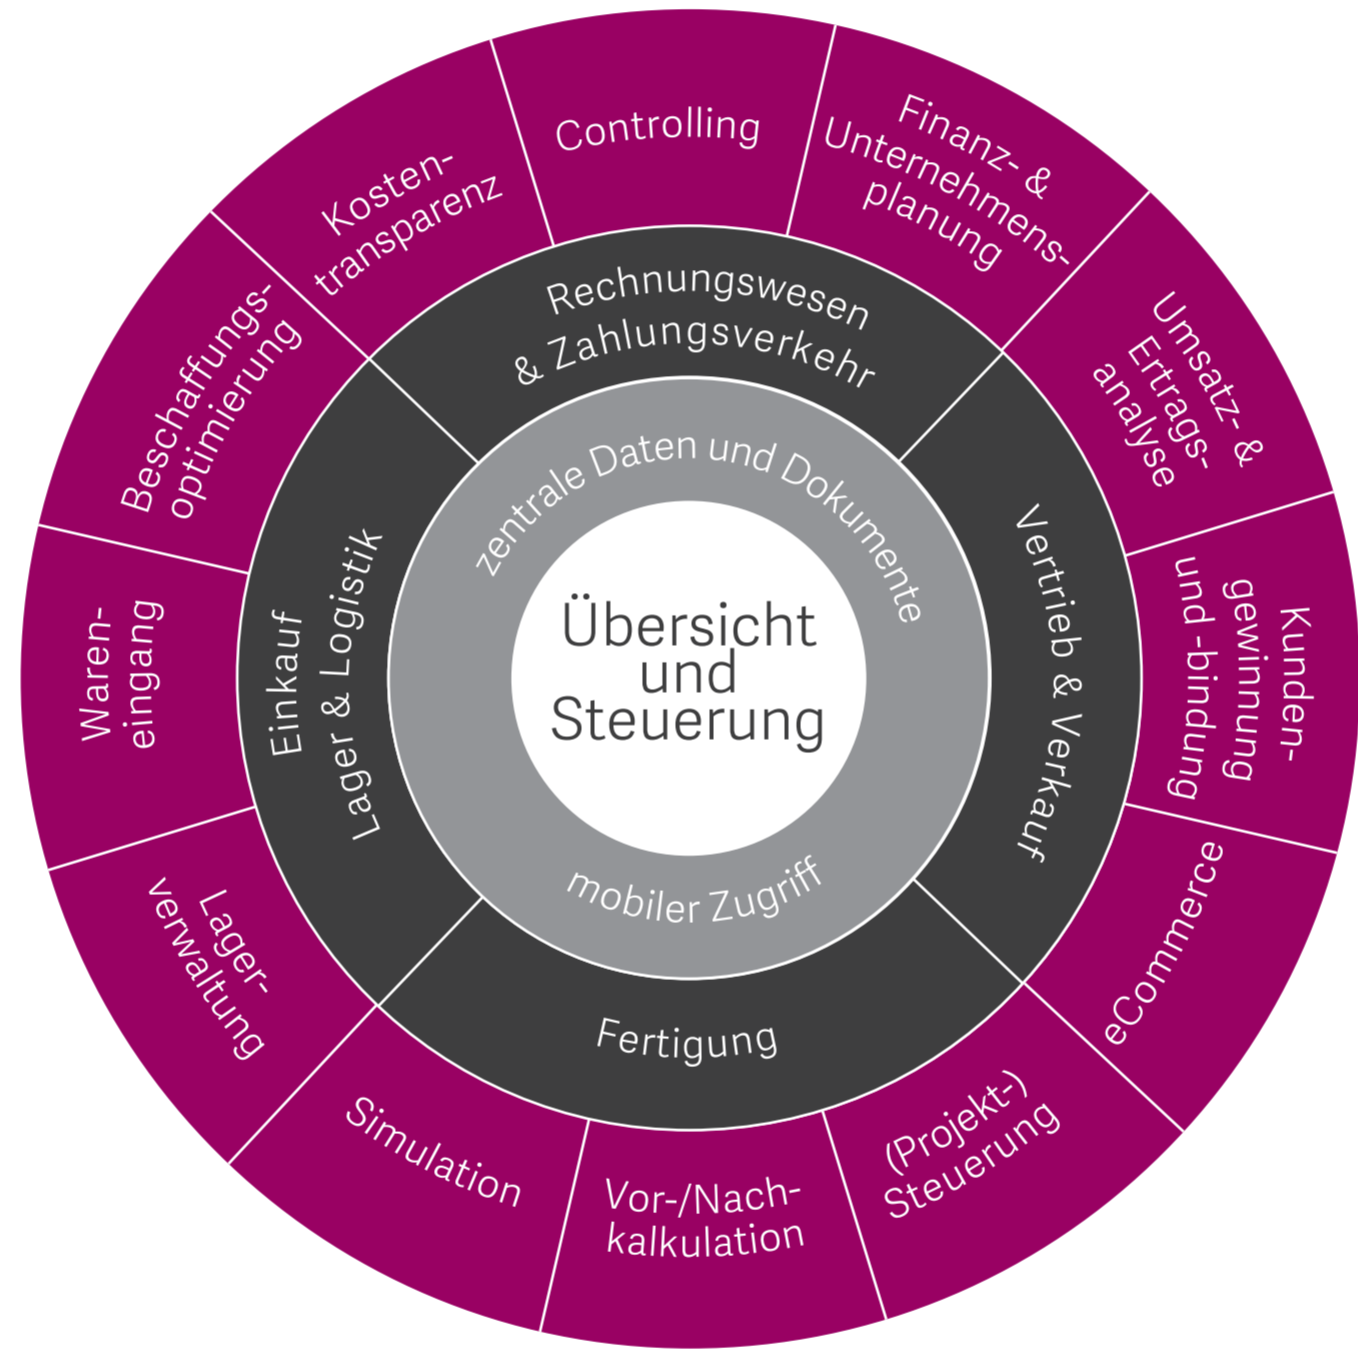 Controlling
Finanz- &
Unternehmens-
planung
Umsatz- &
Ertrags-
analyse
Kunden-
gewinnung
und -bindung
eCommerce
(Projekt-)
Steuerung
Vor-/Nach-
kalkulation
Simulation
Lager-
verwaltung
Waren-
eingang
Beschaffungs-
optimierung
Kosten-
transparenz
Rechnungswesen
& Zahlungsverkehr
Vertrieb & Verkauf
Fertigung
Einkauf
Lager & Logistik
zentrale Daten und Dokumente
mobiler Zugriff
Übersicht
und
Steuerung